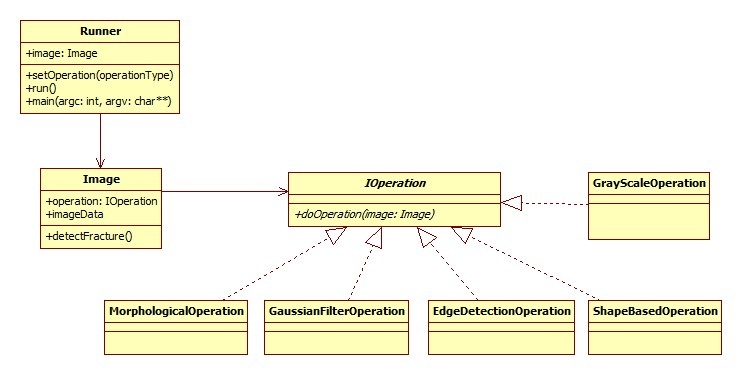 Runner
+image: Image
+setOperation(operationType)
+run()
+main(argc: int, argv: char**)
Image
+operation: IOperation
+imageData
+detectFracture()
IOperation
+doOperation(image: Image)
GrayScaleOperation
MorphologicalOperation
GaussianFilterOperation
EdgeDetectionOperation
ShapeBasedOperation